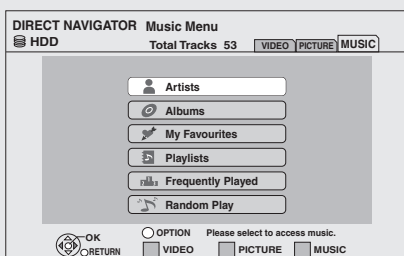 DIRECT NAVIGATOR Music Menu
HDD Total Tracks 53 VIDEO PICTURE MUSIC
Artists
Albums
My Favourites
Playlists
Frequently Played
Random Play
OK OPTION Please select to access music.
RETURN VIDEO PICTURE MUSIC